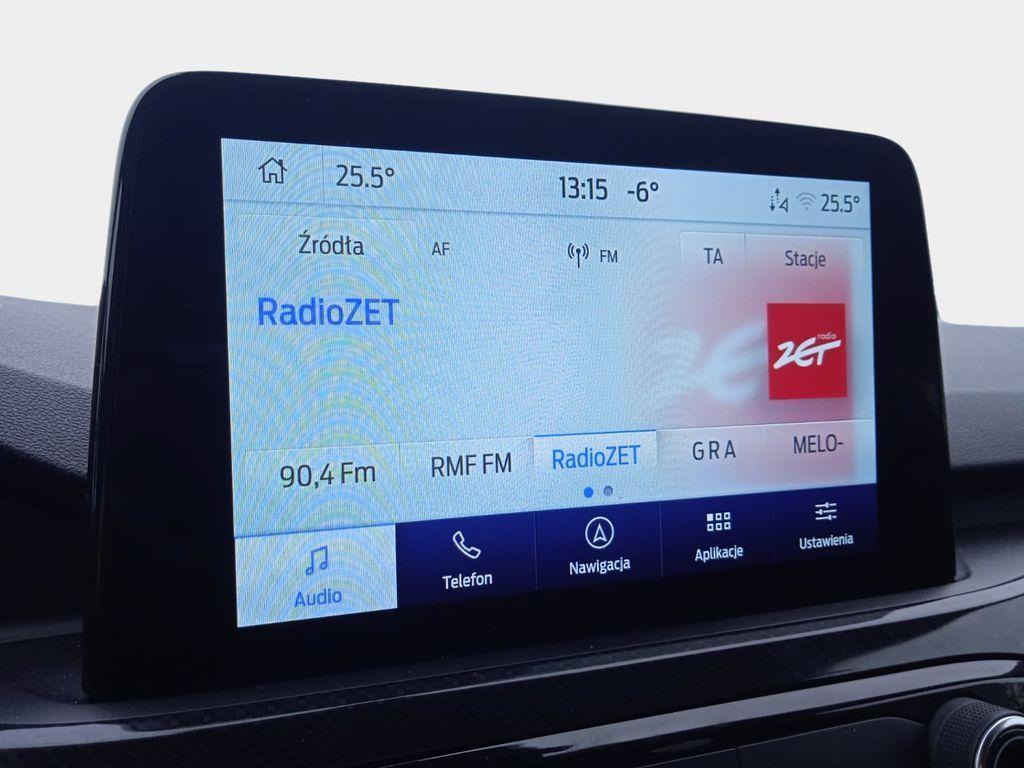 25.5° 13:15 -6° 25.5°
Źródła AF FM TA Stacje
RadioZET
radio
ZET
90,4 Fm RMF FM RadioZET G R A MELO-
Audio Telefon Nawigacja Aplikacje Ustawienia